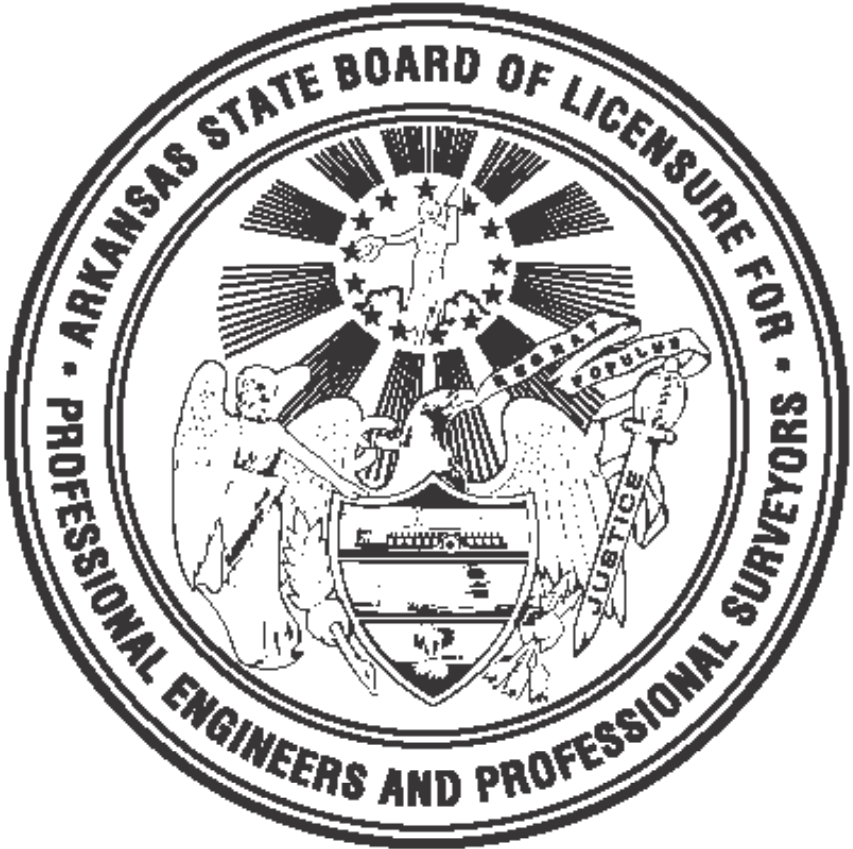 ARKANSAS STATE BOARD OF LICENSURE FOR
• PROFESSIONAL ENGINEERS AND PROFESSIONAL SURVEYORS •
REGNAT POPULUS
JUSTICE